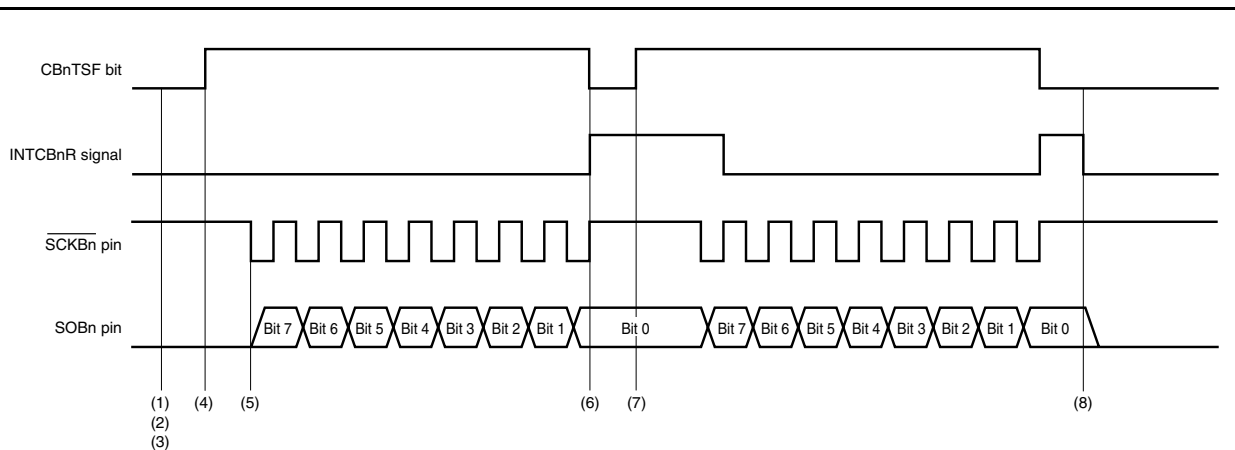 CBnTSF bit
INTCBnR signal
SCKBn pin
SOBn pin
Bit 7 Bit 6 Bit 5 Bit 4 Bit 3 Bit 2 Bit 1 Bit 0 Bit 7 Bit 6 Bit 5 Bit 4 Bit 3 Bit 2 Bit 1 Bit 0
(1) (4) (5) (6) (7) (8)
(2)
(3)